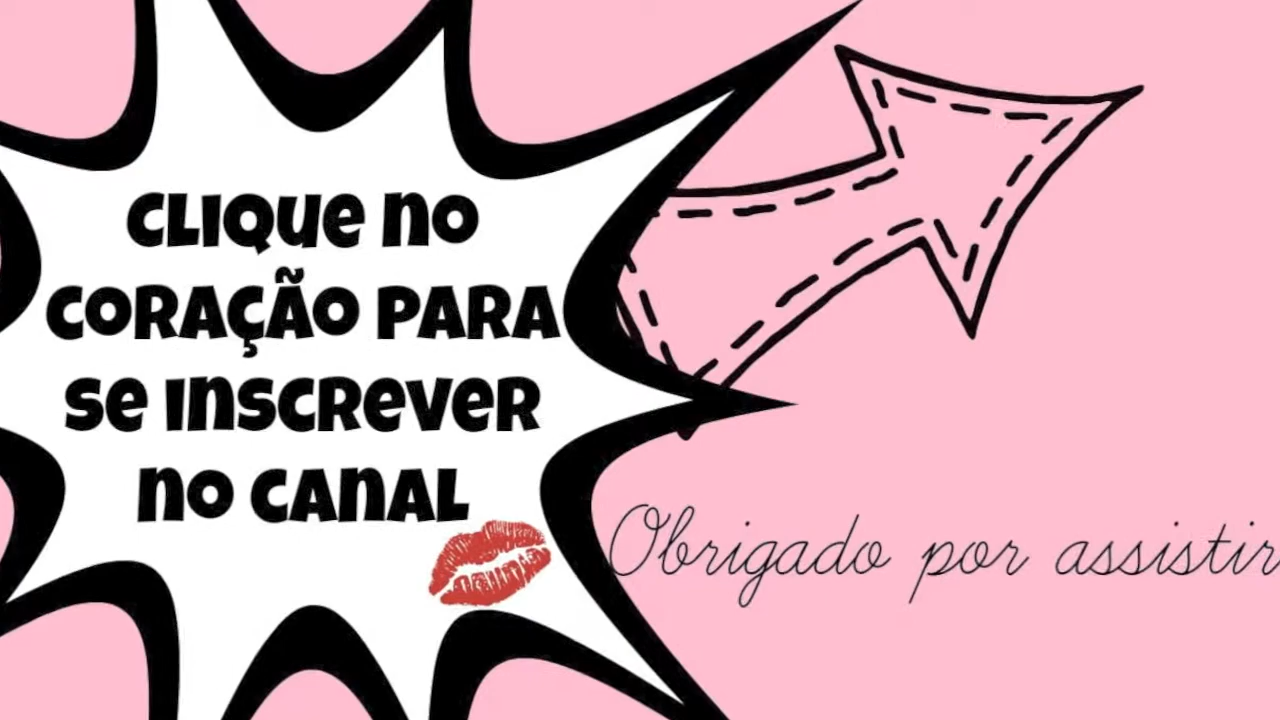 CLIQUE NO
CORAÇÃO PARA
SE INSCREVER
NO CANAL
Obrigado por assistir